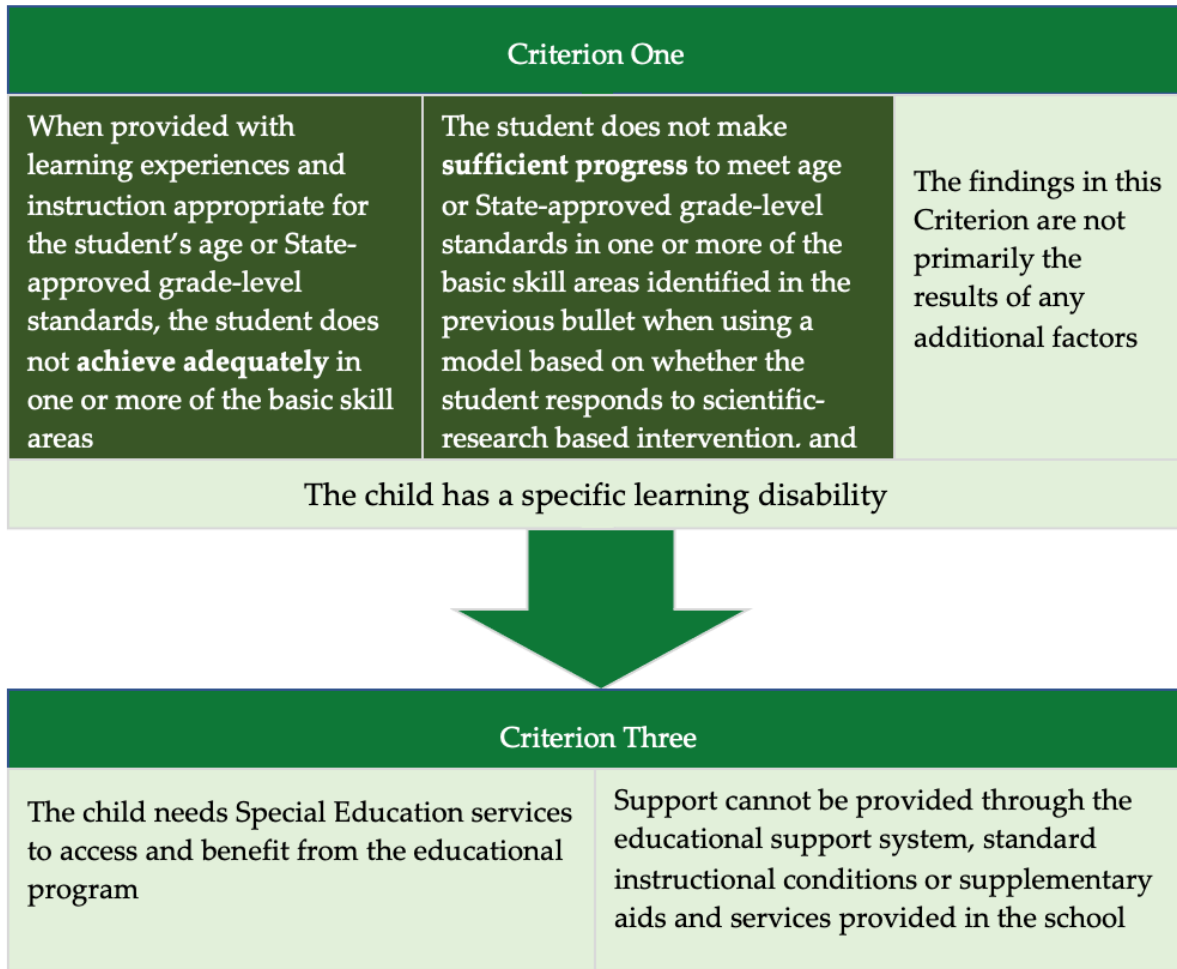 Criterion One
When provided with
learning experiences and
instruction appropriate for
the student's age or State-
approved grade-level
standards, the student does
not achieve adequately in
one or more of the basic skill
areas
The student does not make
sufficient progress to meet age
or State-approved grade-level
standards in one or more of the
basic skill areas identified in the
previous bullet when using a
model based on whether the
student responds to scientific-
research based intervention, and
The findings in this
Criterion are not
primarily the
results of any
additional factors
The child has a specific learning disability
Criterion Three
The child needs Special Education services
to access and benefit from the educational
program
Support cannot be provided through the
educational support system, standard
instructional conditions or supplementary
aids and services provided in the school